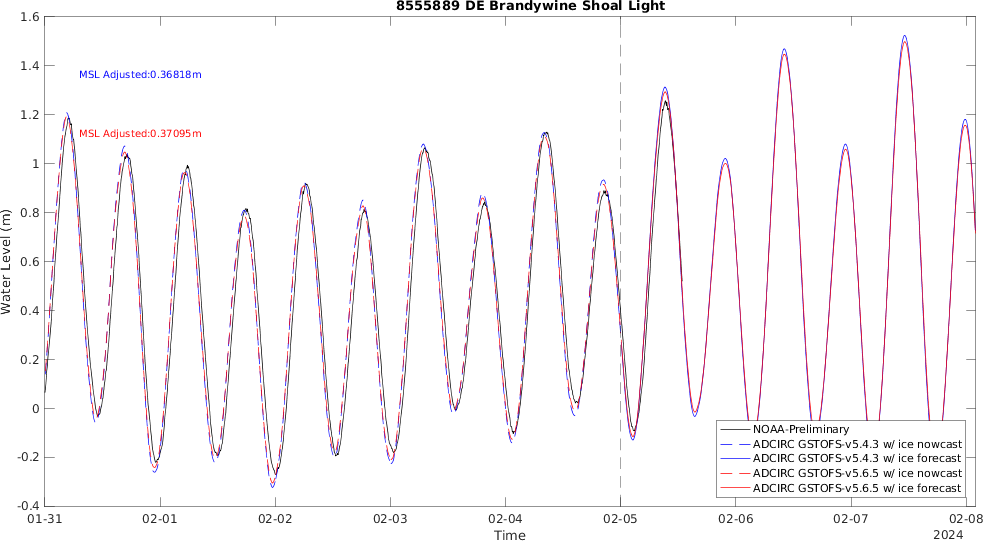 8555889 DE Brandywine Shoal Light
MSL Adjusted:0.36818m
MSL Adjusted:0.37095m
Water Level (m)
1.6
1.4
1.2
1
0.8
0.6
0.4
0.2
0
-0.2
-0.4
NOAA-Preliminary
ADCIRC GSTOFS-v5.4.3 w/ ice nowcast
ADCIRC GSTOFS-v5.4.3 w/ ice forecast
ADCIRC GSTOFS-v5.6.5 w/ ice nowcast
ADCIRC GSTOFS-v5.6.5 w/ ice forecast
01-31 02-01 02-02 02-03 02-04 02-05 02-06 02-07 02-08
Time
2024